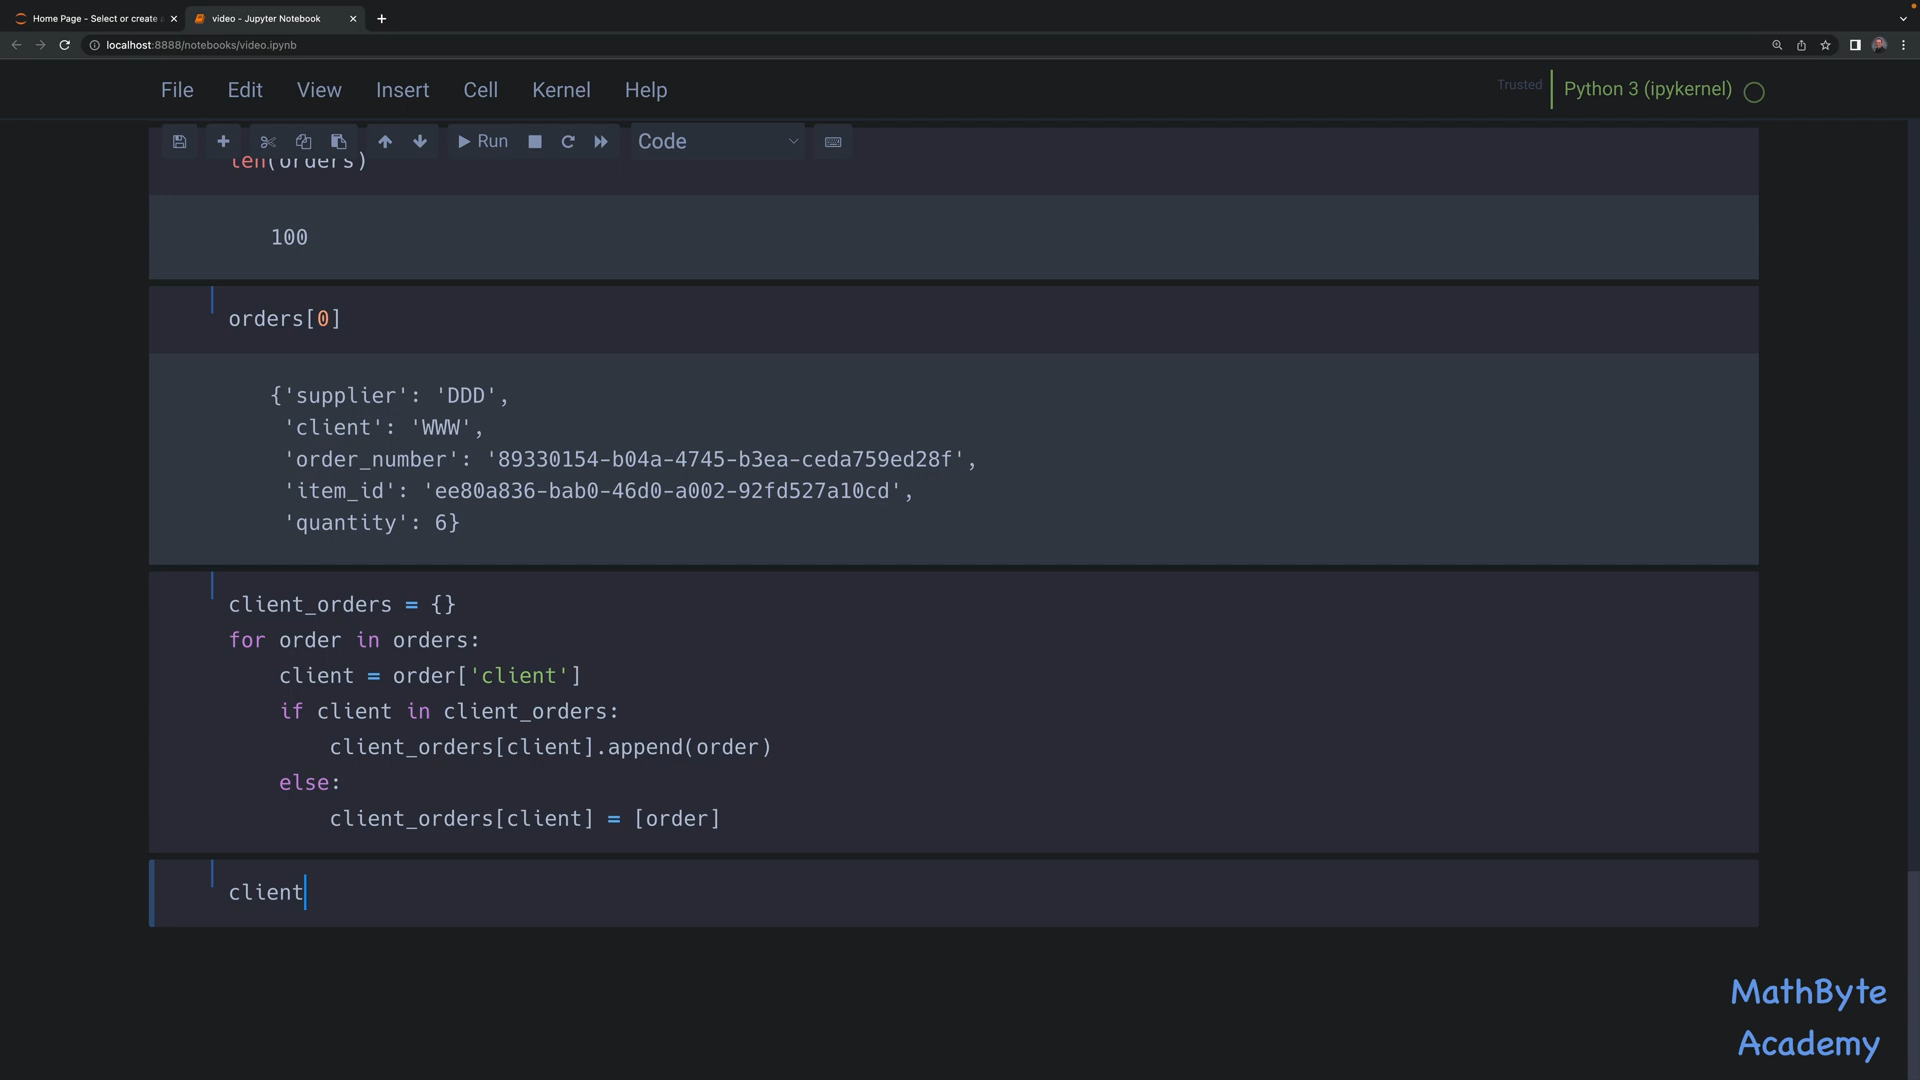 Home Page - Select or create
video - Jupyter Notebook
localhost:8888/notebooks/video.ipynb
File Edit View Insert Cell Kernel Help
Trusted
Python 3 (ipykernel)
Run
Code
len(orders)
100
orders[0]
{'supplier': 'DDD',
'client': 'WWW',
'order_number': '89330154-b04a-4745-b3ea-ceda759ed28f',
'item_id': 'ee80a836-bab0-46d0-a002-92fd527a10cd',
'quantity': 6}
client_orders = {}
for order in orders:
client = order['client']
if client in client_orders:
client_orders[client].append(order)
else:
client_orders[client] = [order]
client
MathByte
Academy